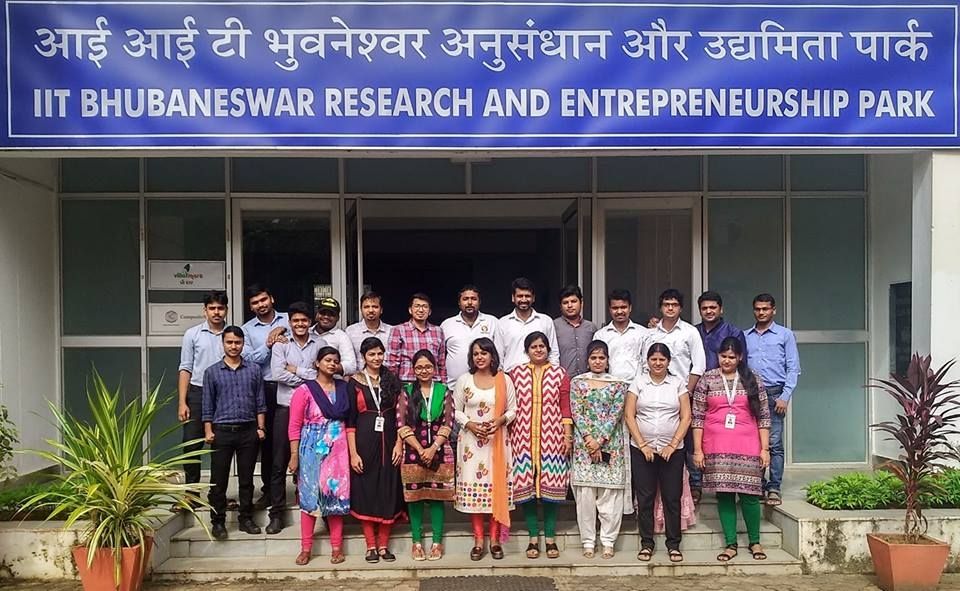 आई आई टी भुवनेश्वर अनुसंधान और उद्यमिता पार्क
IIT BHUBANESWAR RESEARCH AND ENTREPRENEURSHIP PARK